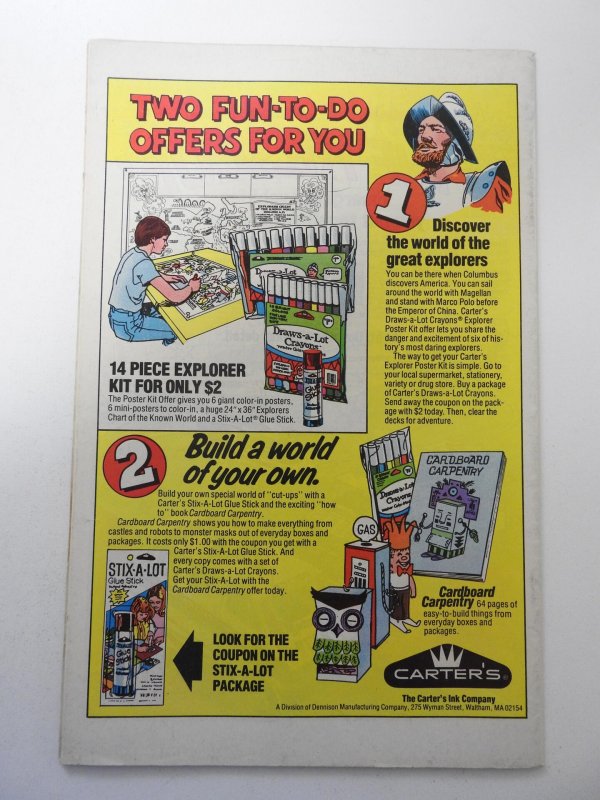 TWO FUN-TO-DO
OFFERS FOR YOU
1
Discover
the world of the
great explorers
You can be there when Columbus
discovers America. You can sail
around the world with Magellan
and stand with Marco Polo before
the Emperor of China. Carter's
Draws-a-Lot Crayons® Explorer
Poster Kit offer lets you share the
danger and excitement of six of his-
tory's most daring explorers.
The way to get your Carter's
Explorer Poster Kit is simple. Go to
your local supermarket, stationery,
variety or drug store. Buy a package
of Carter's Draws-a-Lot Crayons.
Send away the coupon on the pack-
age with $2 today. Then, clear the
decks for adventure.
Draws-a-Lot
Draws-a-Lot
Crayons
14 PIECE EXPLORER
KIT FOR ONLY $2
The Poster Kit Offer gives you 6 giant color-in posters,
6 mini-posters to color-in, a huge 24" x 36" Explorers
Chart of the Known World and a Stix-A-Lot® Glue Stick.
2
Build a world
of your own.
Build your own special world of "cut-ups" with a
Carter's Stix-A-Lot Glue Stick and the exciting "how
to" book Cardboard Carpentry.
Cardboard Carpentry shows you how to make everything from
castles and robots to monster masks out of everyday boxes and
packages. It costs only $1.00 with the coupon you get with a
Carter's Stix-A-Lot Glue Stick. And
every copy comes with a set of
Carter's Draws-a-Lot Crayons.
Get your Stix-A-Lot with the
Cardboard Carpentry offer today.
STIX-A-LOT
Glue Stick
LOOK FOR THE
COUPON ON THE
STIX-A-LOT
PACKAGE
Draws-a-Lot
Crayons
CARDBOARD
CARPENTRY
GAS
Cardboard
Carpentry 64 pages of
easy-to-build things from
everyday boxes and
packages.
CARTER'S®
The Carter's Ink Company
A Division of Dennison Manufacturing Company, 275 Wyman Street, Waltham, MA 02154